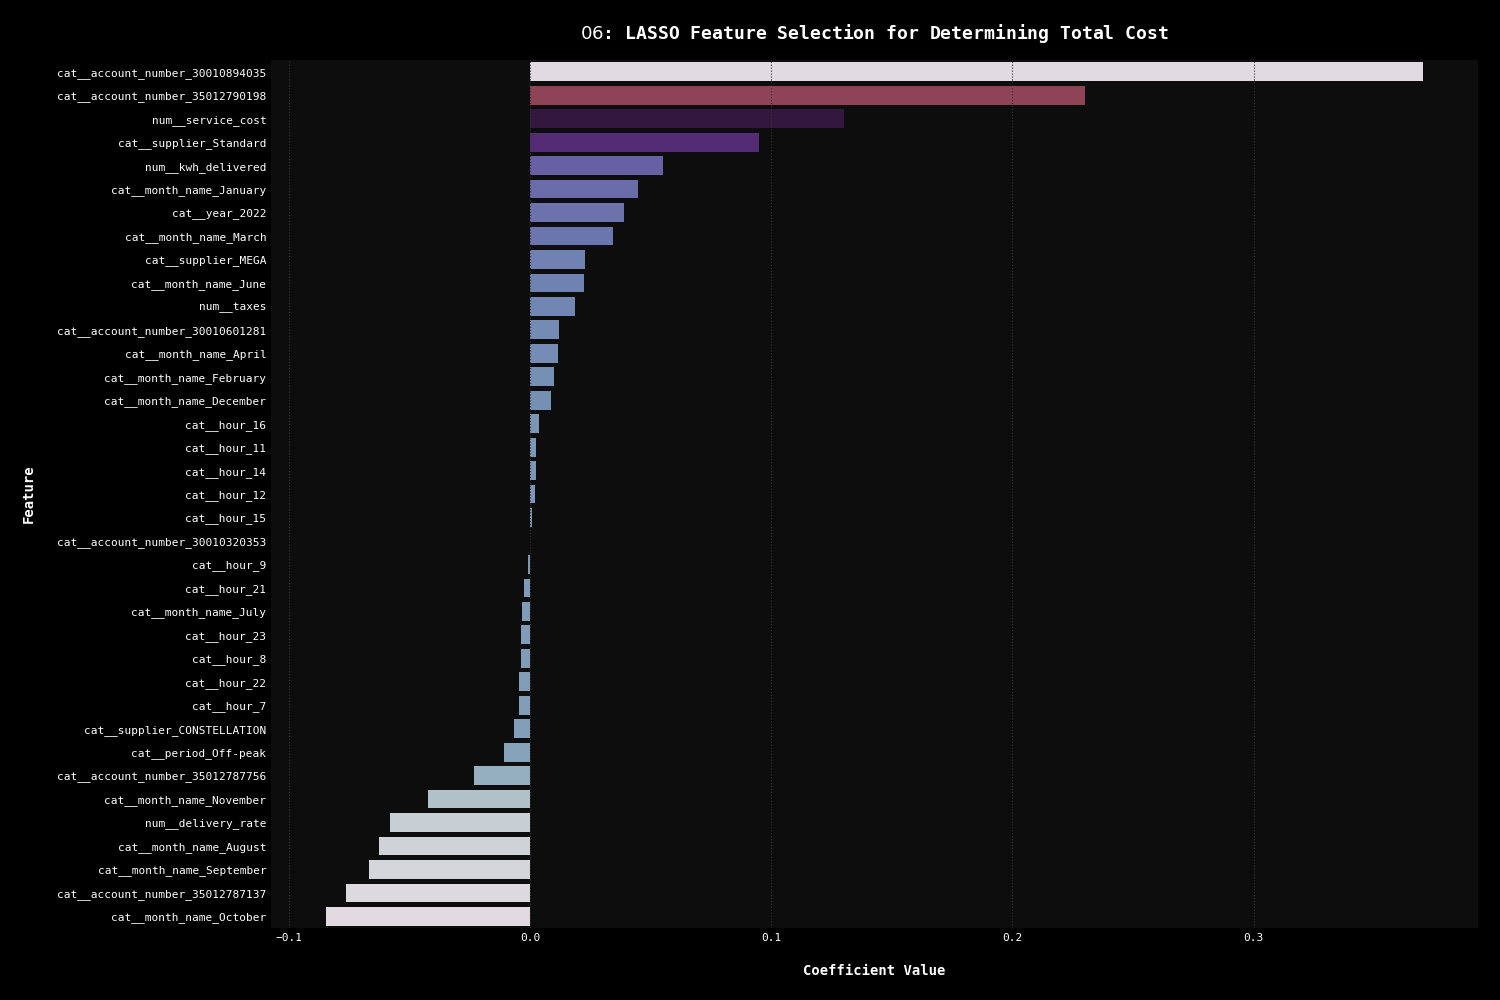 06: LASSO Feature Selection for Determining Total Cost
cat__account_number_30010894035
cat__account_number_35012790198
num__service_cost
cat__supplier_Standard
num__kwh_delivered
cat__month_name_January
cat__year_2022
cat__month_name_March
cat__supplier_MEGA
cat__month_name_June
num__taxes
cat__account_number_30010601281
cat__month_name_April
cat__month_name_February
cat__month_name_December
cat__hour_16
cat__hour_11
cat__hour_14
cat__hour_12
cat__hour_15
cat__account_number_30010320353
cat__hour_9
cat__hour_21
cat__month_name_July
cat__hour_23
cat__hour_8
cat__hour_22
cat__hour_7
cat__supplier_CONSTELLATION
cat__period_Off-peak
cat__account_number_35012787756
cat__month_name_November
num__delivery_rate
cat__month_name_August
cat__month_name_September
cat__account_number_35012787137
cat__month_name_October
Feature
−0.1 0.0 0.1 0.2 0.3
Coefficient Value